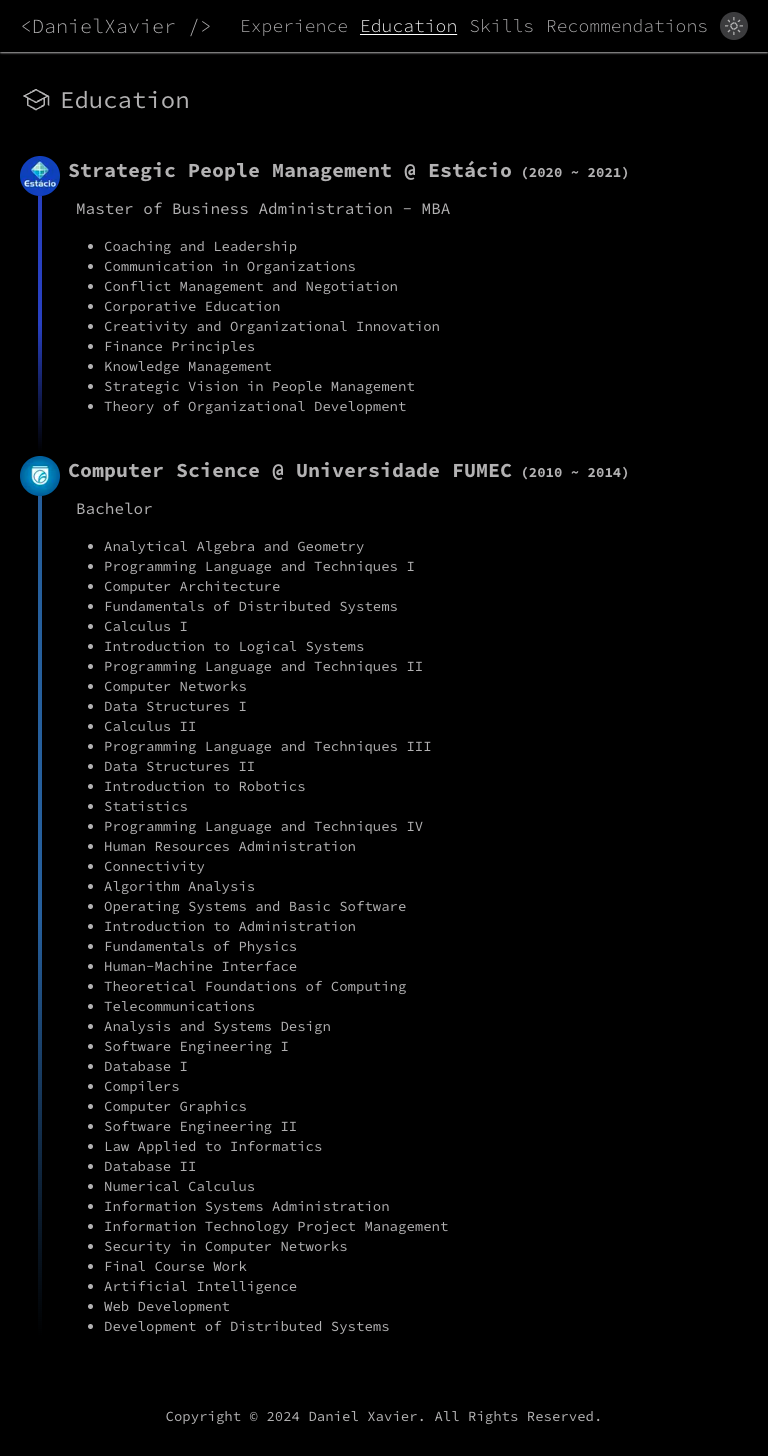 <DanielXavier />
Experience Education Skills Recommendations
Education
Estácio
Strategic People Management @ Estácio (2020 ~ 2021)
Master of Business Administration - MBA
• Coaching and Leadership
• Communication in Organizations
• Conflict Management and Negotiation
• Corporative Education
• Creativity and Organizational Innovation
• Finance Principles
• Knowledge Management
• Strategic Vision in People Management
• Theory of Organizational Development
Computer Science @ Universidade FUMEC (2010 ~ 2014)
Bachelor
• Analytical Algebra and Geometry
• Programming Language and Techniques I
• Computer Architecture
• Fundamentals of Distributed Systems
• Calculus I
• Introduction to Logical Systems
• Programming Language and Techniques II
• Computer Networks
• Data Structures I
• Calculus II
• Programming Language and Techniques III
• Data Structures II
• Introduction to Robotics
• Statistics
• Programming Language and Techniques IV
• Human Resources Administration
• Connectivity
• Algorithm Analysis
• Operating Systems and Basic Software
• Introduction to Administration
• Fundamentals of Physics
• Human-Machine Interface
• Theoretical Foundations of Computing
• Telecommunications
• Analysis and Systems Design
• Software Engineering I
• Database I
• Compilers
• Computer Graphics
• Software Engineering II
• Law Applied to Informatics
• Database II
• Numerical Calculus
• Information Systems Administration
• Information Technology Project Management
• Security in Computer Networks
• Final Course Work
• Artificial Intelligence
• Web Development
• Development of Distributed Systems
Copyright © 2024 Daniel Xavier. All Rights Reserved.